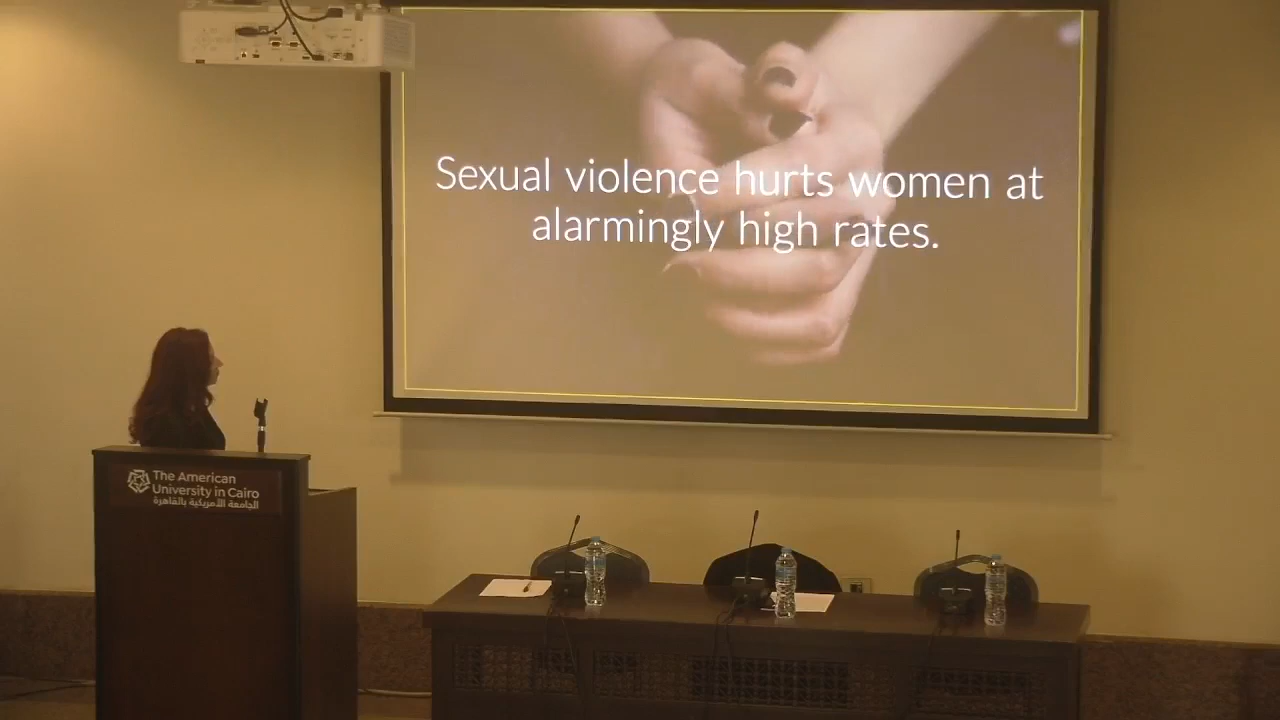 Sexual violence hurts women at
alarmingly high rates.
The American
University in Cairo
الجامعة الأمريكية بالقاهرة